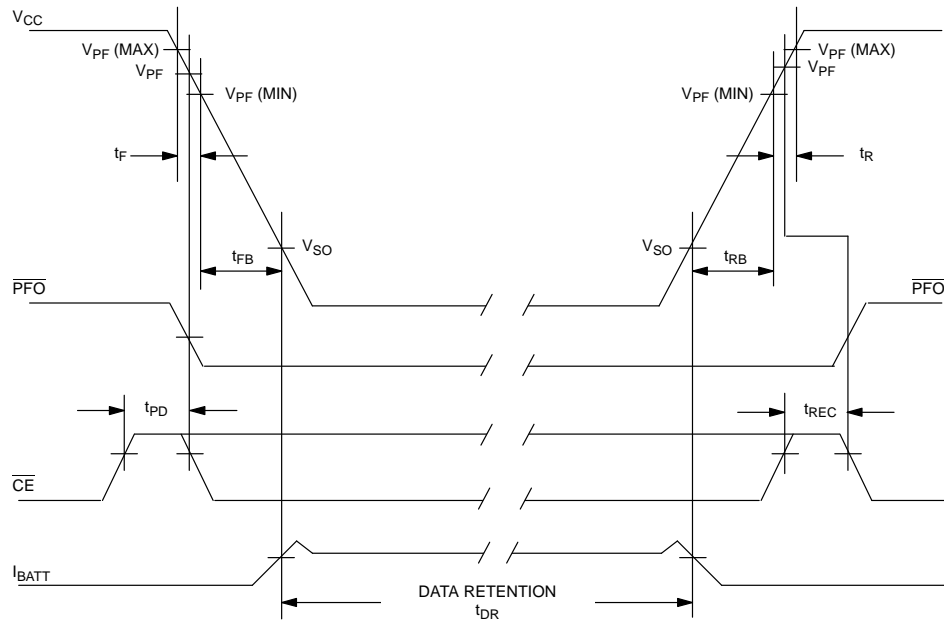 VCC
VPF (MAX)
VPF (MAX)
VPF
VPF
VPF (MIN)
VPF (MIN)
tF
tR
VSO
VSO
tFB
tRB
PFO
PFO
tPD
tREC
CE
IBATT
DATA RETENTION
tDR